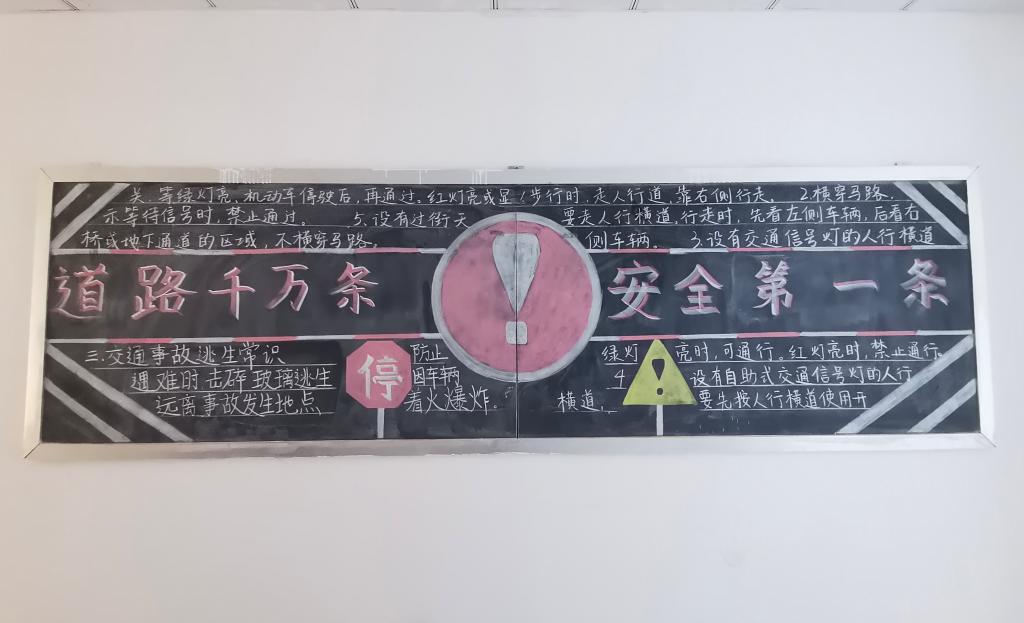 关.等绿灯亮,机动车停驶后,再通过,红灯亮或显
示等待信号时,禁止通过。 5.设有过街天
桥或地下通道的区域,不横穿马路.
1步行时,走人行道,靠右侧行走. 2.横穿马路.
要走人行横道,行走时,先看左侧车辆,后看右
侧车辆. 3.设有交通信号灯的人行横道
道路千万条
安全第一条
三.交通事故逃生常识
遇难时击碎玻璃逃生
远离事故发生地点
停
防止
因车辆
着火爆炸.
绿灯亮时,可通行。红灯亮时,禁止通行.
4 设有自助式交通信号灯的人行
横道, 要先按人行横道使用开